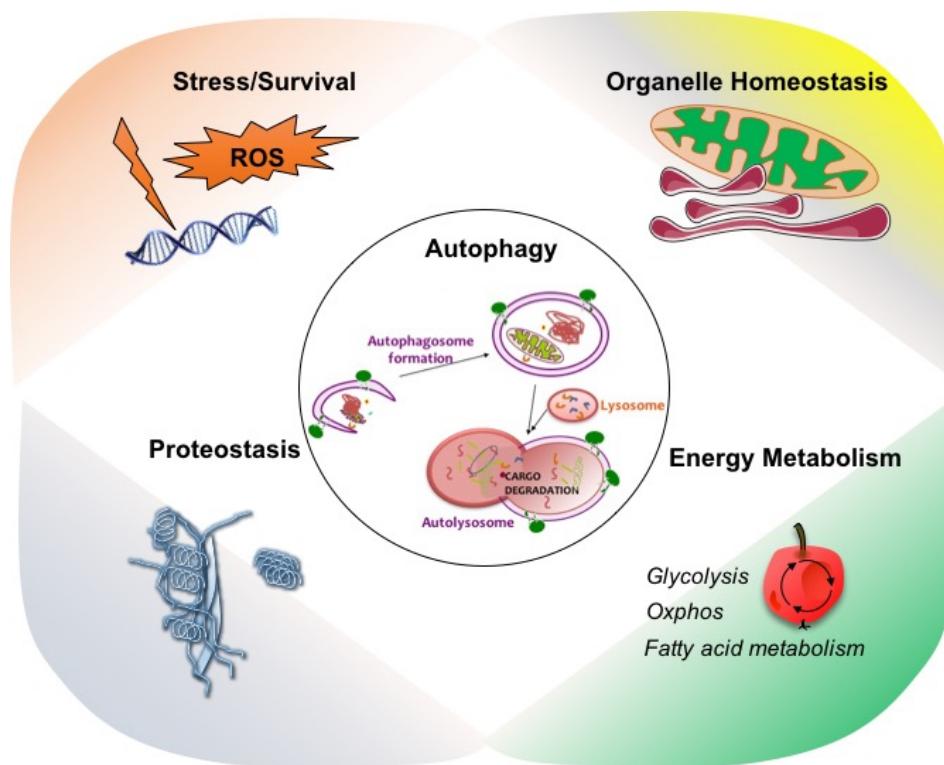 Stress/Survival
ROS
Organelle Homeostasis
Autophagy
Autophagosome
formation
Lysosome
CARGO
DEGRADATION
Autolysosome
Proteostasis
Energy Metabolism
Glycolysis
Oxphos
Fatty acid metabolism